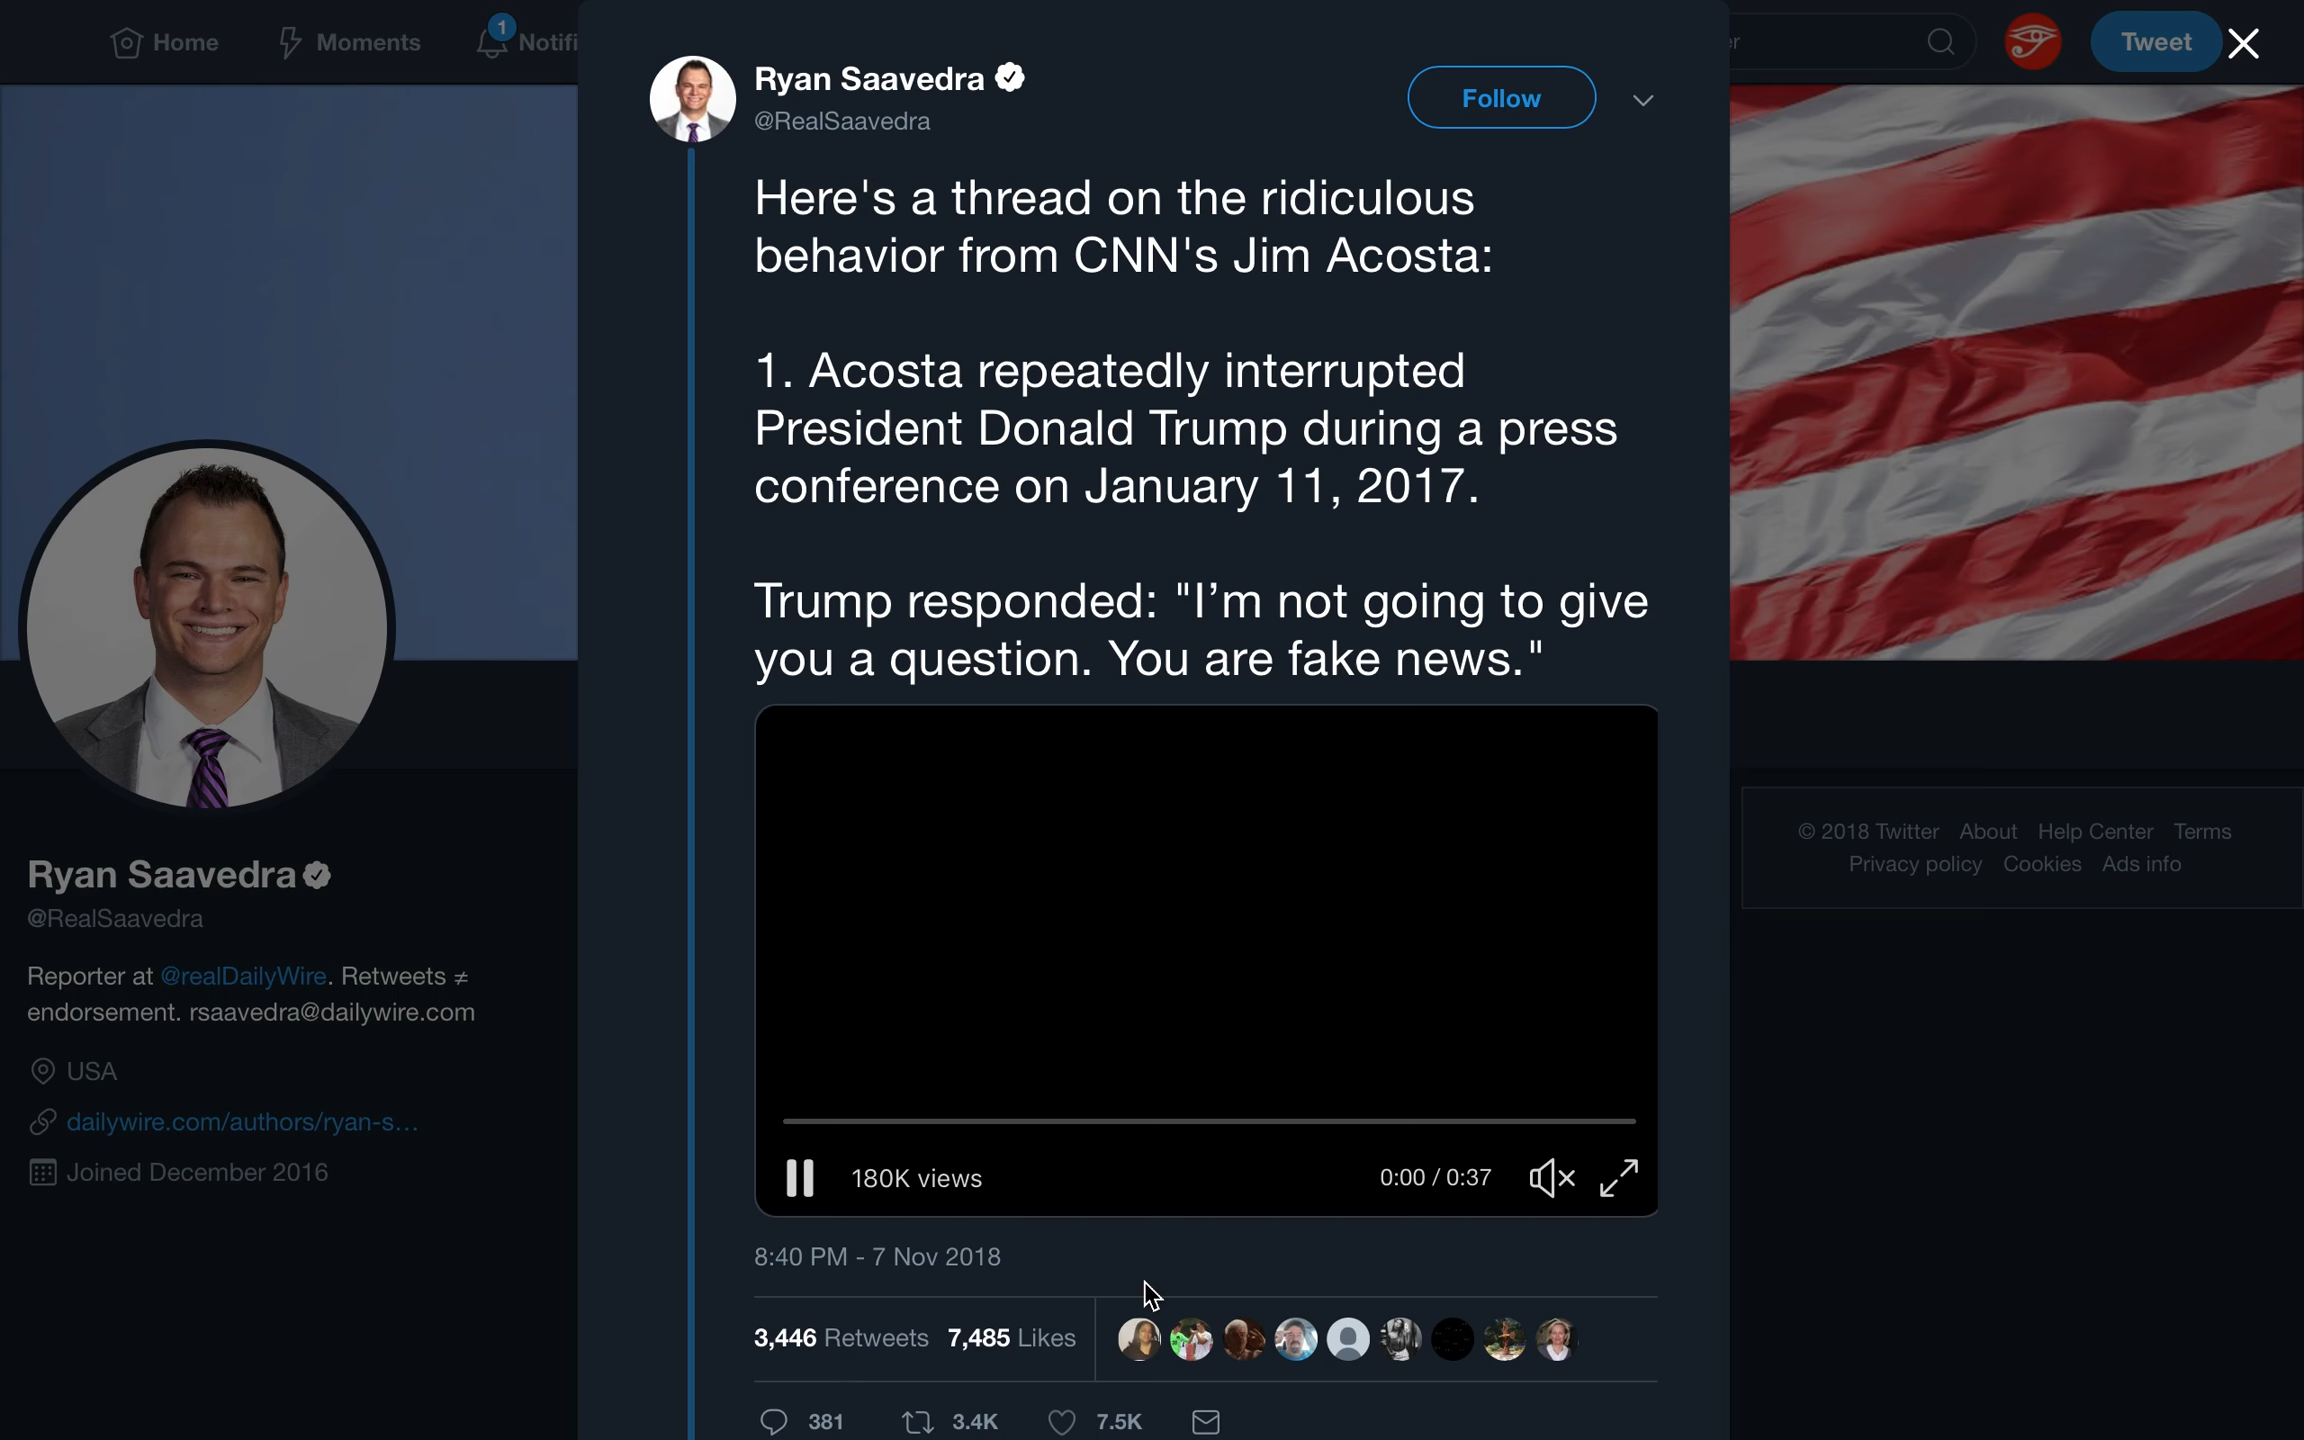 Home
Moments
1
Notifi
er
Tweet
Ryan Saavedra
@RealSaavedra
Follow
Here's a thread on the ridiculous
behavior from CNN's Jim Acosta:
1. Acosta repeatedly interrupted
President Donald Trump during a press
conference on January 11, 2017.
Trump responded: "I’m not going to give
you a question. You are fake news."
180K views
0:00 / 0:37
8:40 PM - 7 Nov 2018
3,446 Retweets 7,485 Likes
381
3.4K
7.5K
Ryan Saavedra
@RealSaavedra
Reporter at @realDailyWire. Retweets ≠
endorsement. rsaavedra@dailywire.com
USA
dailywire.com/authors/ryan-s…
Joined December 2016
© 2018 Twitter About Help Center Terms
Privacy policy Cookies Ads info